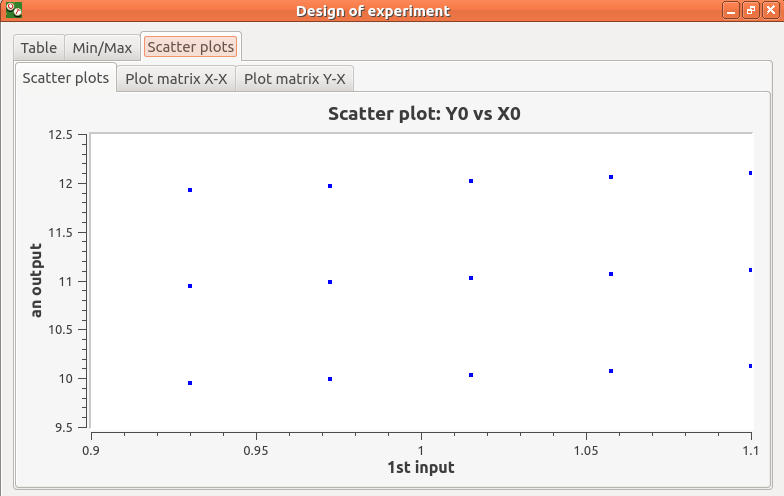 Design of experiment
Table Min/Max Scatter plots
Scatter plots Plot matrix X-X Plot matrix Y-X
Scatter plot: Y0 vs X0
12.5
12
11.5
11
10.5
10
9.5
an output
0.9 0.95 1 1.05 1.1
1st input